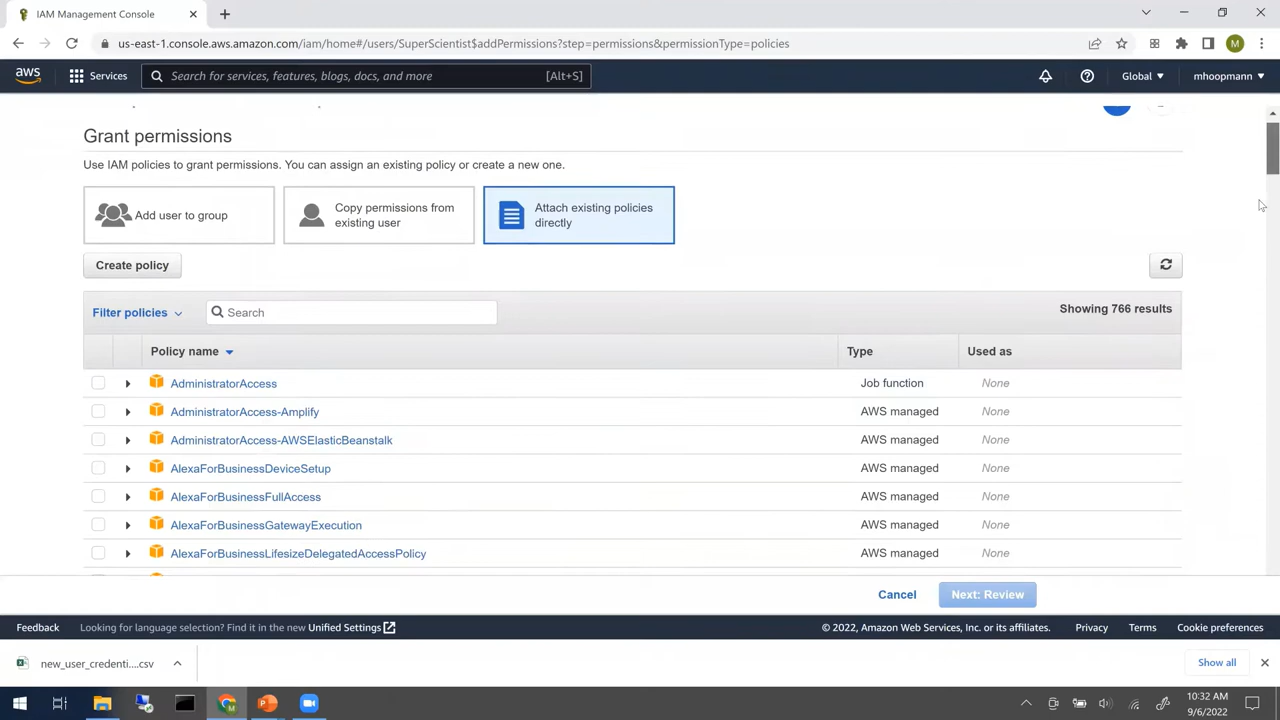 IAM Management Console
us-east-1.console.aws.amazon.com/iam/home#/users/SuperScientist$addPermissions?step=permissions&permissionType=policies
M
aws
Services
Search for services, features, blogs, docs, and more
[Alt+S]
Global
mhoopmann
Grant permissions
Use IAM policies to grant permissions. You can assign an existing policy or create a new one.
Add user to group
Copy permissions from
existing user
Attach existing policies
directly
Create policy
Filter policies
Search
Showing 766 results
Policy name Type Used as
AdministratorAccess Job function None
AdministratorAccess-Amplify AWS managed None
AdministratorAccess-AWSElasticBeanstalk AWS managed None
AlexaForBusinessDeviceSetup AWS managed None
AlexaForBusinessFullAccess AWS managed None
AlexaForBusinessGatewayExecution AWS managed None
AlexaForBusinessLifesizeDelegatedAccessPolicy AWS managed None
Cancel
Next: Review
Feedback
Looking for language selection? Find it in the new Unified Settings
© 2022, Amazon Web Services, Inc. or its affiliates.
Privacy
Terms
Cookie preferences
new_user_credenti....csv
Show all
10:32 AM
9/6/2022